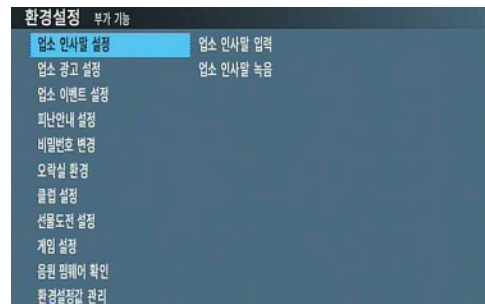 환경설정 부가 기능
업소 인사말 설정 업소 인사말 입력
업소 광고 설정 업소 인사말 녹음
업소 이벤트 설정
피난안내 설정
비밀번호 변경
오락실 환경
클럽 설정
선물도전 설정
게임 설정
음원 펌웨어 확인
환경설정값 관리